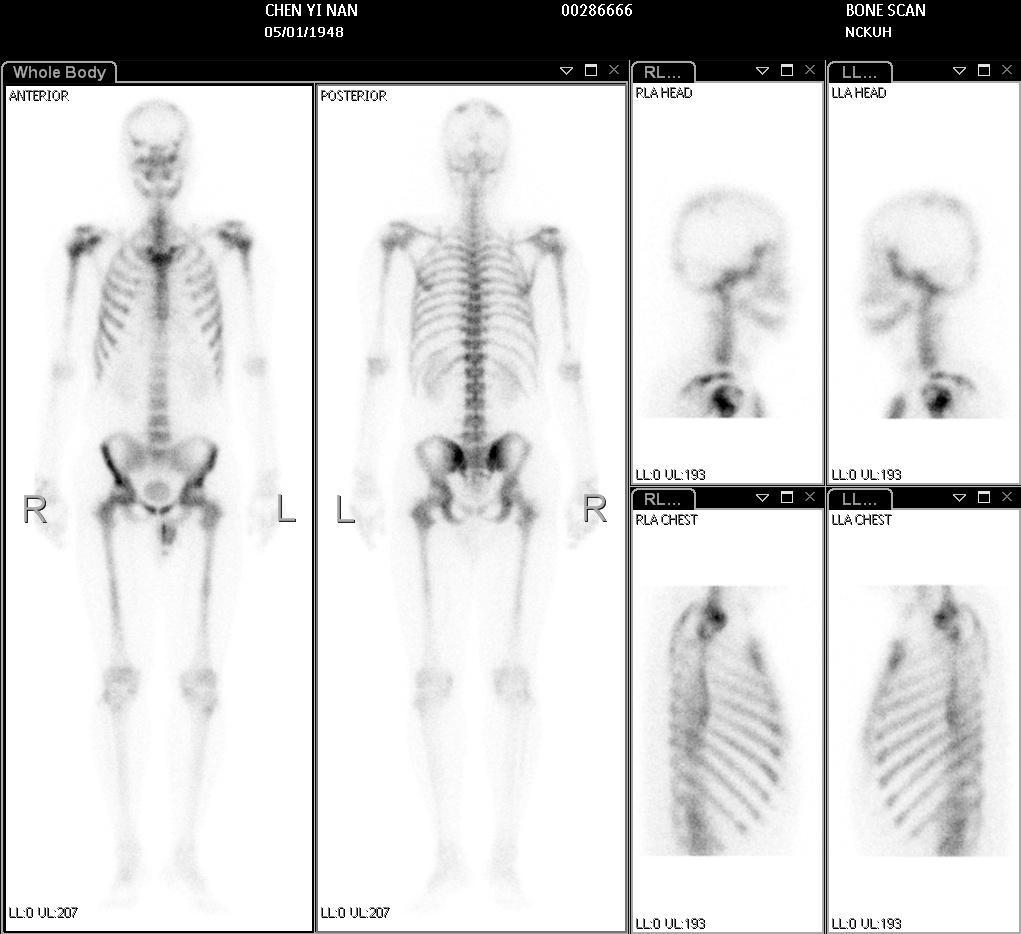 CHEN YI NAN 00286666 BONE SCAN
05/01/1948 NCKUH
Whole Body
RL...
LL...
ANTERIOR
POSTERIOR
RLA HEAD
LLA HEAD
R
L
L
R
LL:0 UL:193
LL:0 UL:193
RL...
LL...
RLA CHEST
LLA CHEST
LL:0 UL:207
LL:0 UL:207
LL:0 UL:193
LL:0 UL:193